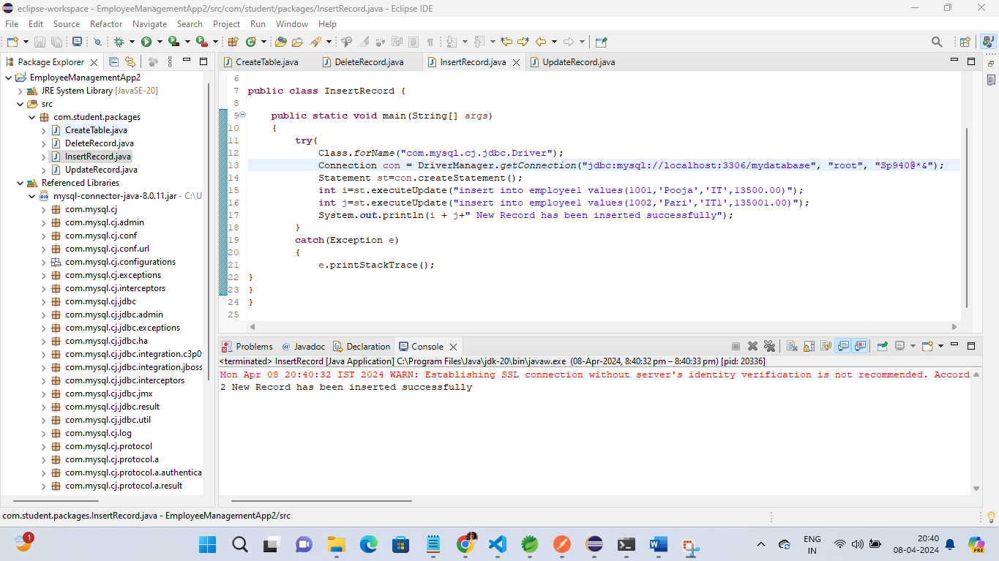 eclipse-workspace - EmployeeManagementApp2/src/com/student/packages/InsertRecord.java - Eclipse IDE
File Edit Source Refactor Navigate Search Project Run Window Help
Package Explorer
EmployeeManagementApp2
JRE System Library [JavaSE-20]
src
com.student.packages
CreateTable.java
DeleteRecord.java
InsertRecord.java
UpdateRecord.java
Referenced Libraries
mysql-connector-java-8.0.11.jar - C:\U
com.mysql.cj
com.mysql.cj.admin
com.mysql.cj.conf
com.mysql.cj.conf.url
com.mysql.cj.configurations
com.mysql.cj.exceptions
com.mysql.cj.interceptors
com.mysql.cj.jdbc
com.mysql.cj.jdbc.admin
com.mysql.cj.jdbc.exceptions
com.mysql.cj.jdbc.ha
com.mysql.cj.jdbc.integration.c3p0
com.mysql.cj.jdbc.integration.jboss
com.mysql.cj.jdbc.interceptors
com.mysql.cj.jdbc.jmx
com.mysql.cj.jdbc.result
com.mysql.cj.jdbc.util
com.mysql.cj.log
com.mysql.cj.protocol
com.mysql.cj.protocol.a
com.mysql.cj.protocol.a.authentica
com.mysql.cj.protocol.a.result
CreateTable.java DeleteRecord.java InsertRecord.java UpdateRecord.java
6
7 public class InsertRecord {
8
9 public static void main(String[] args)
10 {
11 try{
12 Class.forName("com.mysql.cj.jdbc.Driver");
13 Connection con = DriverManager.getConnection("jdbc:mysql://localhost:3306/mydatabase", "root", "Sp940@*&");
14 Statement st=con.createStatement();
15 int i=st.executeUpdate("insert into employee1 values(1001,'Pooja','IT',13500.00)");
16 int j=st.executeUpdate("insert into employee1 values(1002,'Pari','IT1',135001.00)");
17 System.out.println(i + j+" New Record has been inserted successfully");
18 }
19 catch(Exception e)
20 {
21 e.printStackTrace();
22 }
23 }
24 }
25
Problems @ Javadoc Declaration Console
<terminated> InsertRecord [Java Application] C:\Program Files\Java\jdk-20\bin\javaw.exe (08-Apr-2024, 8:40:32 pm – 8:40:33 pm) [pid: 20336]
Mon Apr 08 20:40:32 IST 2024 WARN: Establishing SSL connection without server's identity verification is not recommended. Accord
2 New Record has been inserted successfully
com.student.packages.InsertRecord.java - EmployeeManagementApp2/src
1
ENG
IN
20:40
08-04-2024
PRE